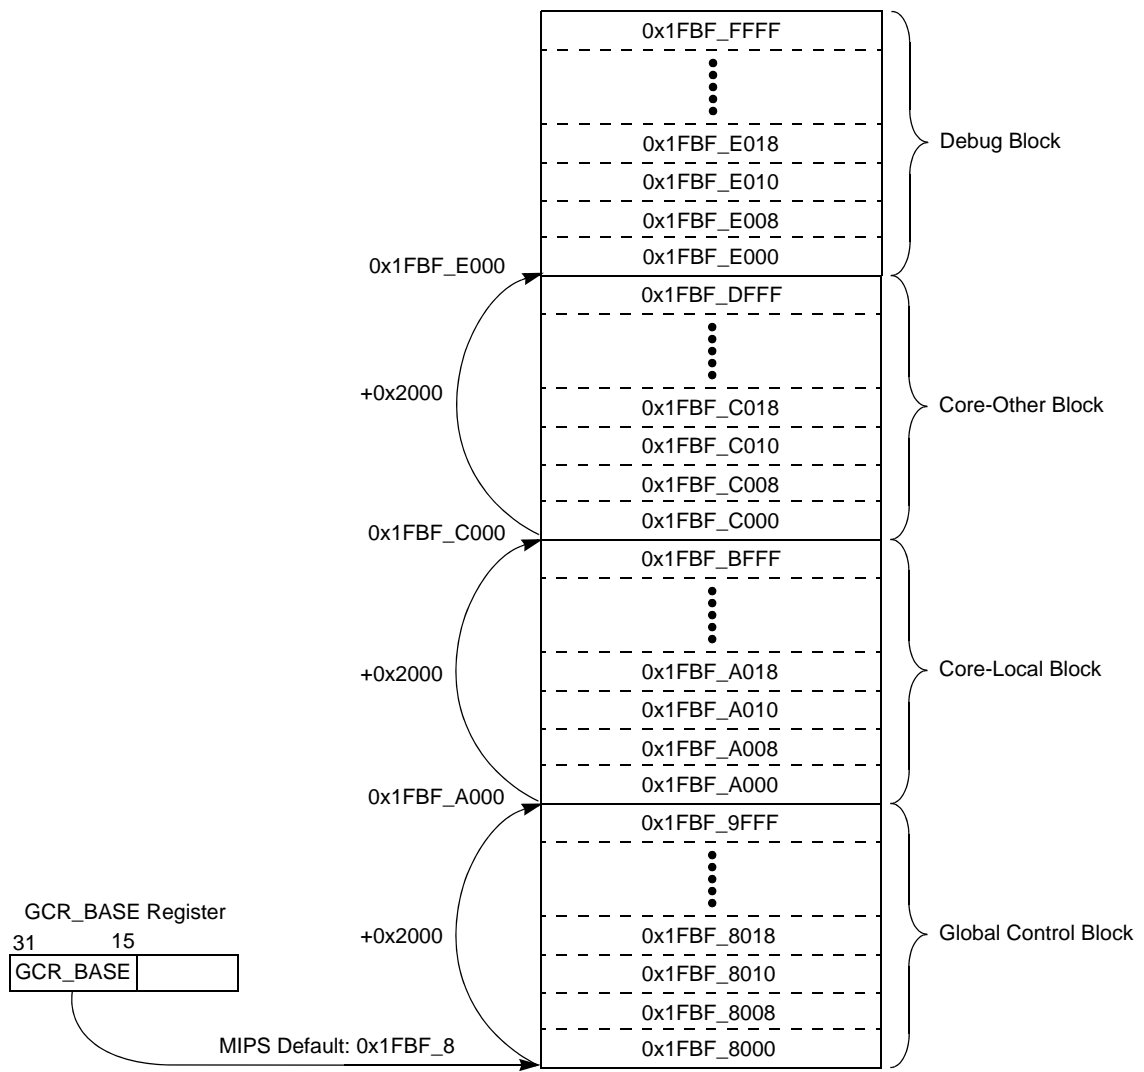 0x1FBF_FFFF
0x1FBF_E018
Debug Block
0x1FBF_E010
0x1FBF_E008
0x1FBF_E000
0x1FBF_E000
0x1FBF_DFFF
+0x2000
0x1FBF_C018
Core-Other Block
0x1FBF_C010
0x1FBF_C008
0x1FBF_C000
0x1FBF_C000
0x1FBF_BFFF
+0x2000
0x1FBF_A018
Core-Local Block
0x1FBF_A010
0x1FBF_A008
0x1FBF_A000
0x1FBF_A000
0x1FBF_9FFF
GCR_BASE Register
31 15
GCR_BASE
+0x2000
0x1FBF_8018
Global Control Block
0x1FBF_8010
0x1FBF_8008
MIPS Default: 0x1FBF_8
0x1FBF_8000